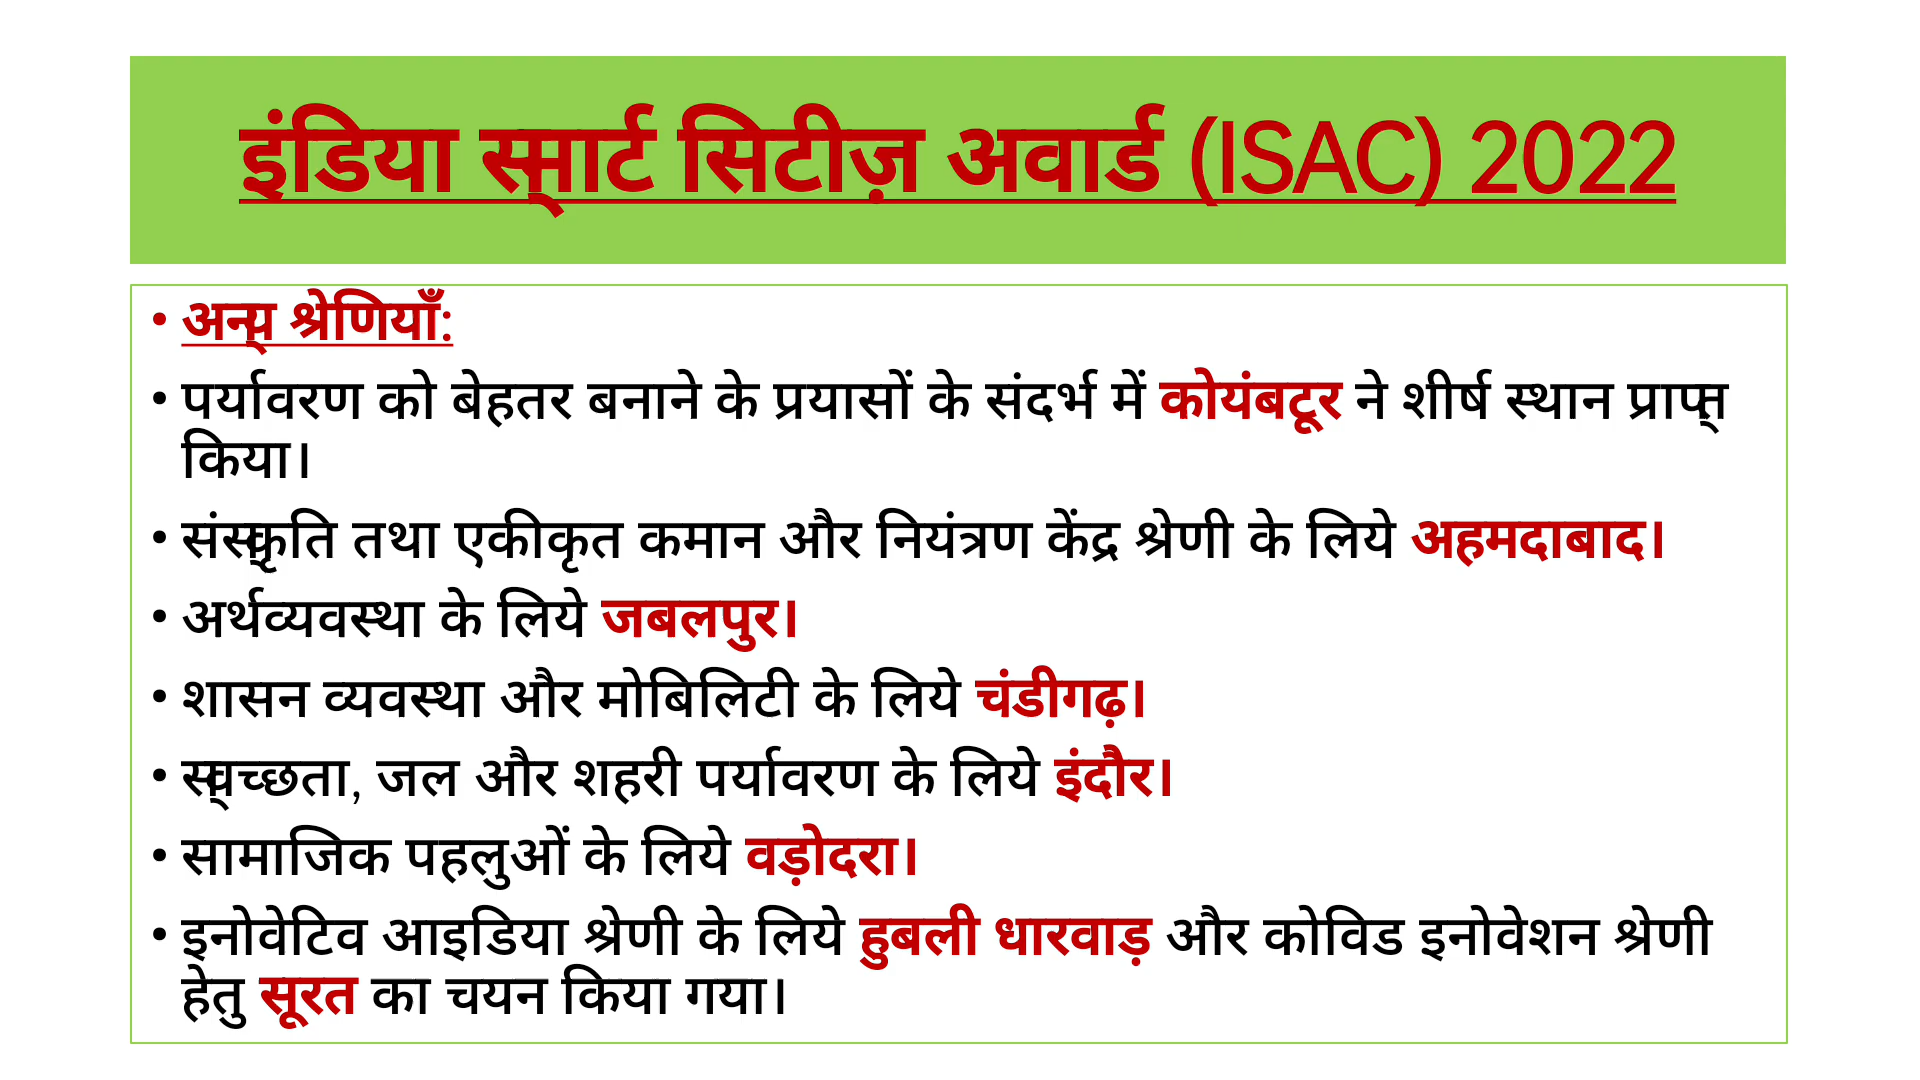 इंडिया स्मार्ट सिटीज़ अवार्ड (ISAC) 2022
• अन्य श्रेणियाँ:
• पर्यावरण को बेहतर बनाने के प्रयासों के संदर्भ में कोयंबटूर ने शीर्ष स्थान प्राप्त
किया।
• संस्कृति तथा एकीकृत कमान और नियंत्रण केंद्र श्रेणी के लिये अहमदाबाद।
• अर्थव्यवस्था के लिये जबलपुर।
• शासन व्यवस्था और मोबिलिटी के लिये चंडीगढ़।
• स्वच्छता, जल और शहरी पर्यावरण के लिये इंदौर।
• सामाजिक पहलुओं के लिये वड़ोदरा।
• इनोवेटिव आइडिया श्रेणी के लिये हुबली धारवाड़ और कोविड इनोवेशन श्रेणी
हेतु सूरत का चयन किया गया।